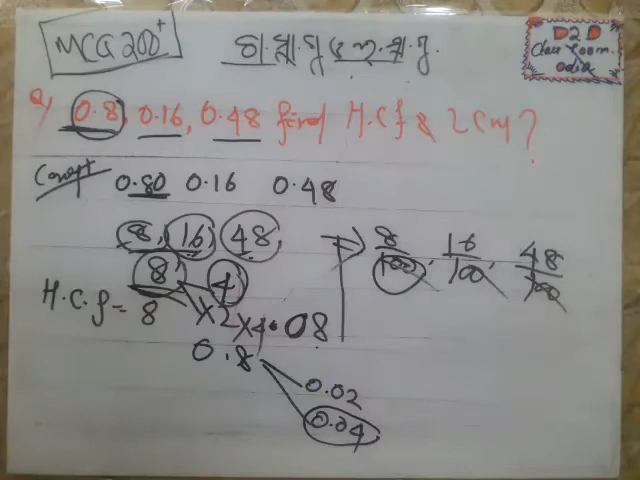 MCQ 200+
D2D
Class room
odia
Q, 0.8, 0.16, 0.48 find H.C.f & LCM?
Concept 0.80 0.16 0.48
8, 16, 48,
8 4
⇒ 8/100, 16/100, 48/100
H.C.f = 8 x2 x4 • 08
0.8
0.02
0.04